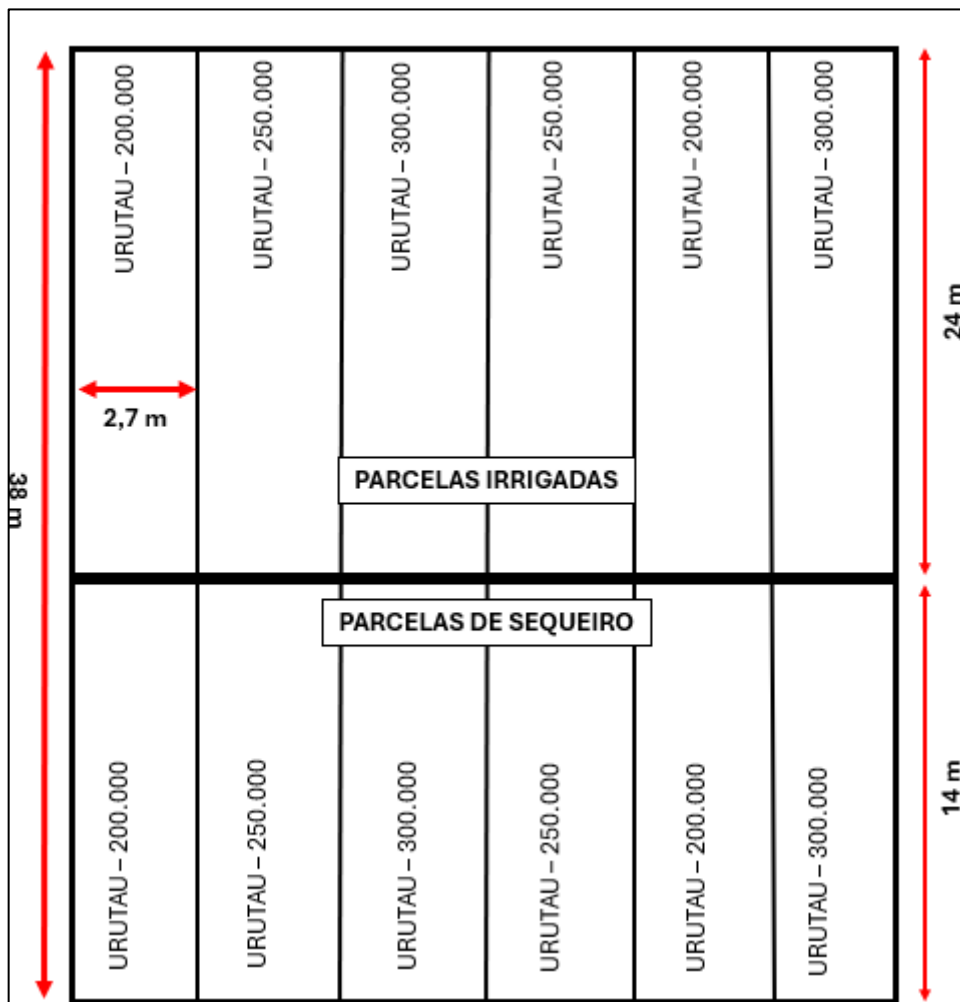 URUTAU – 200.000
URUTAU – 250.000
URUTAU – 300.000
URUTAU – 250.000
URUTAU – 200.000
URUTAU – 300.000
24 m
2,7 m
38 m
PARCELAS IRRIGADAS
PARCELAS DE SEQUEIRO
URUTAU – 200.000
URUTAU – 250.000
URUTAU – 300.000
URUTAU – 250.000
URUTAU – 200.000
URUTAU – 300.000
14 m